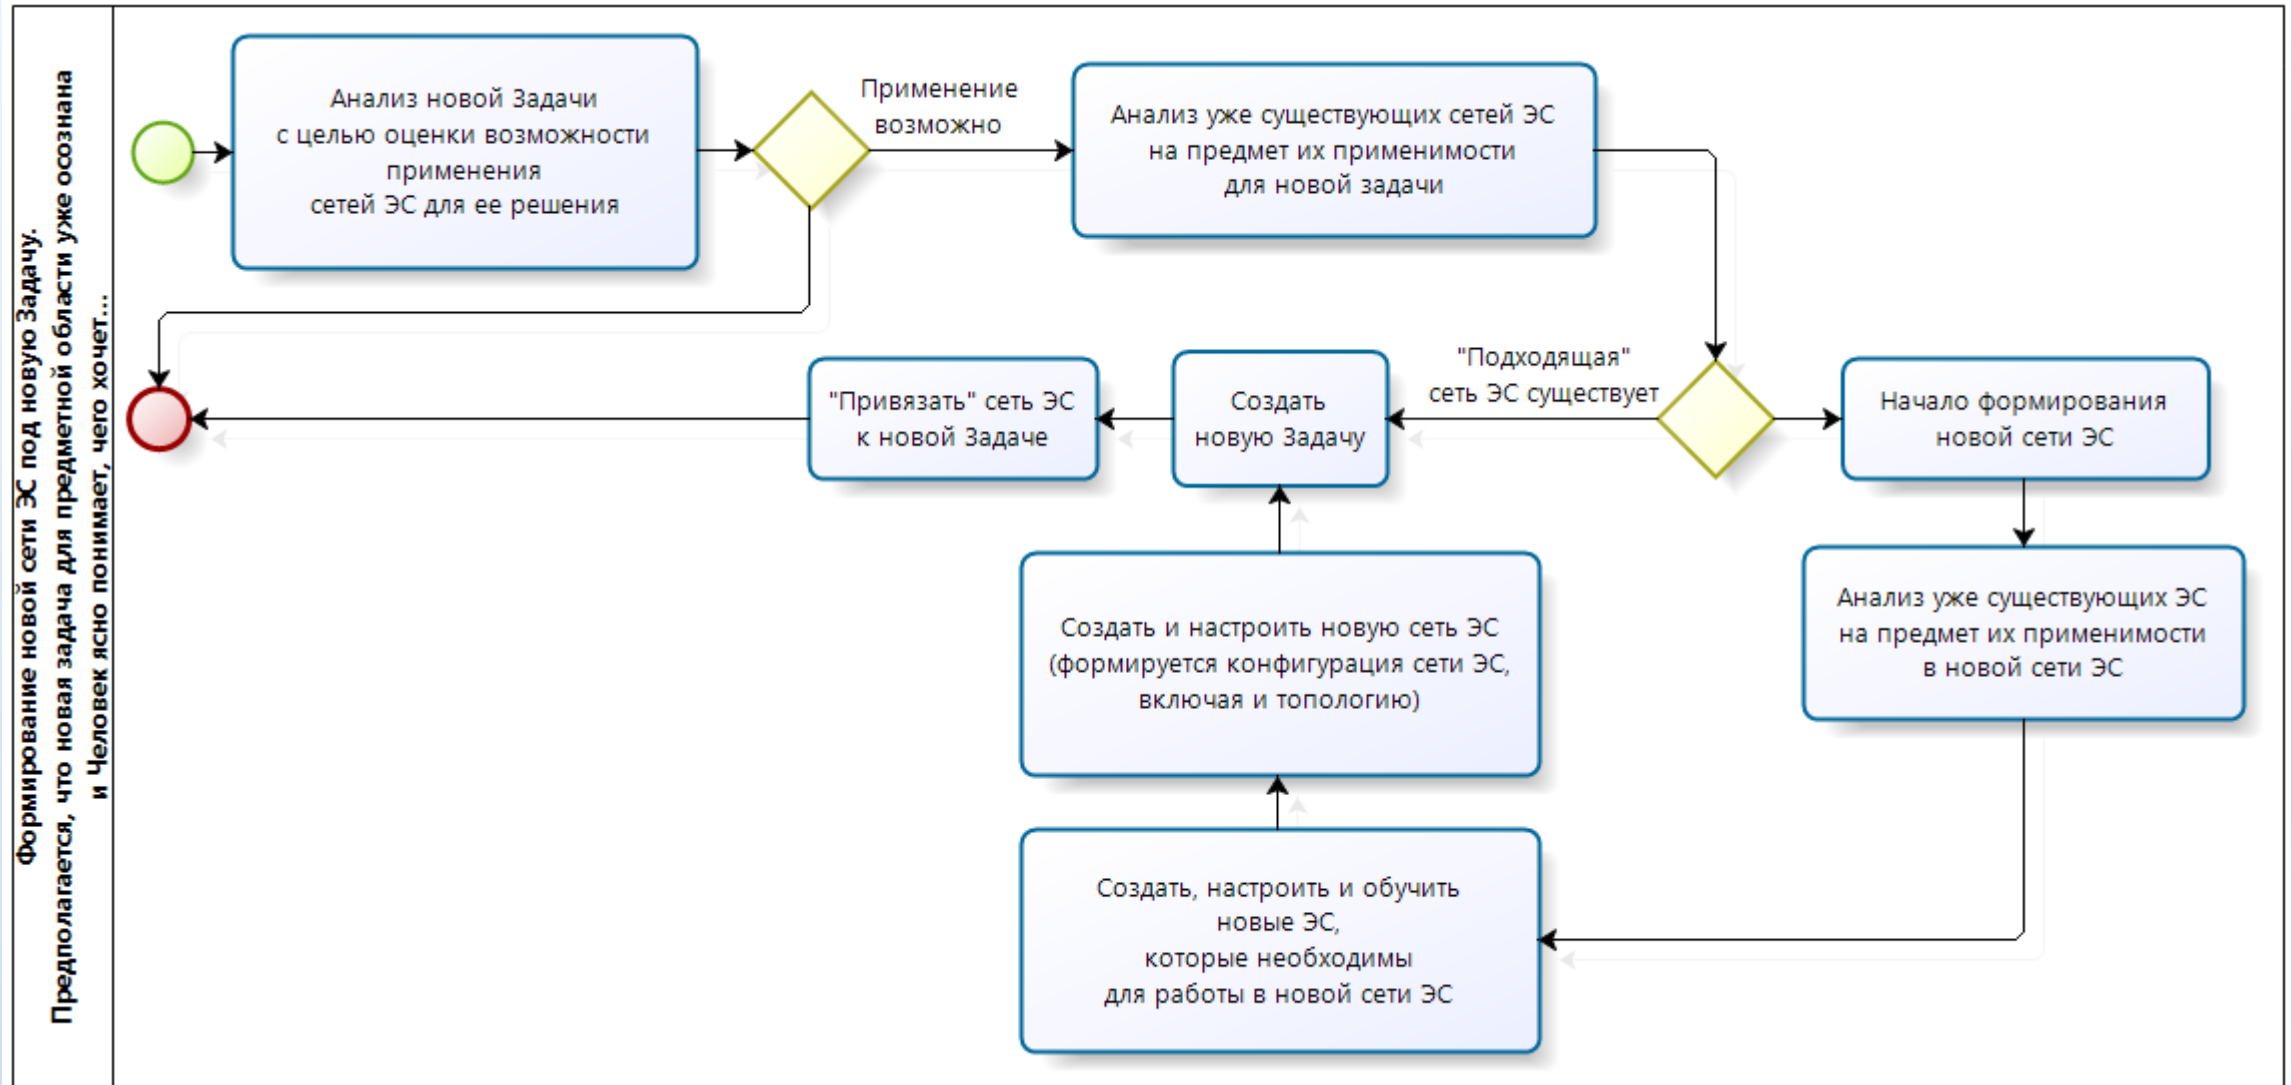 Формирование новой сети ЭС под новую Задачу.
Предполагается, что новая задача для предметной области уже осознана
и Человек ясно понимает, чего хочет...
Анализ новой Задачи
с целью оценки возможности
применения
сетей ЭС для ее решения
Применение
возможно
Анализ уже существующих сетей ЭС
на предмет их применимости
для новой задачи
"Привязать" сеть ЭС
к новой Задаче
Создать
новую Задачу
"Подходящая"
сеть ЭС существует
Начало формирования
новой сети ЭС
Анализ уже существующих ЭС
на предмет их применимости
в новой сети ЭС
Создать и настроить новую сеть ЭС
(формируется конфигурация сети ЭС,
включая и топологию)
Создать, настроить и обучить
новые ЭС,
которые необходимы
для работы в новой сети ЭС